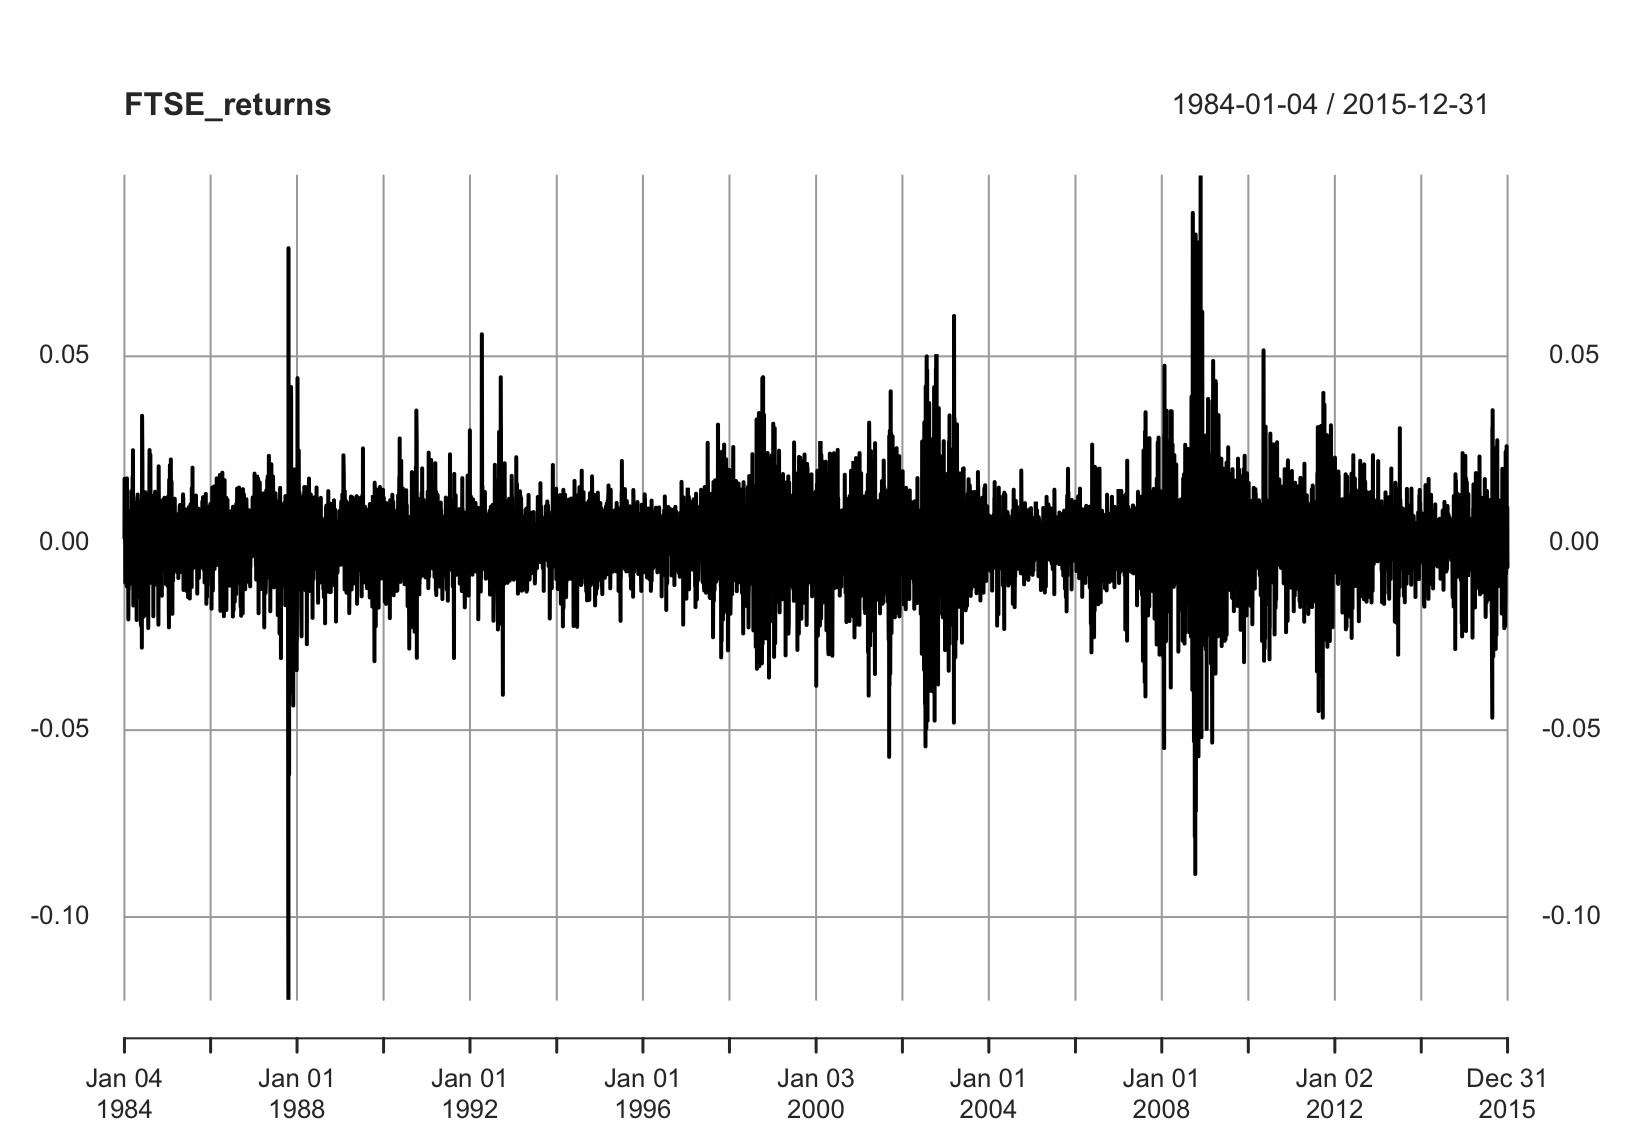 FTSE_returns 1984-01-04 / 2015-12-31
0.05 0.05
0.00 0.00
-0.05 -0.05
-0.10 -0.10
Jan 04 Jan 01 Jan 01 Jan 01 Jan 03 Jan 01 Jan 01 Jan 02 Dec 31
1984 1988 1992 1996 2000 2004 2008 2012 2015